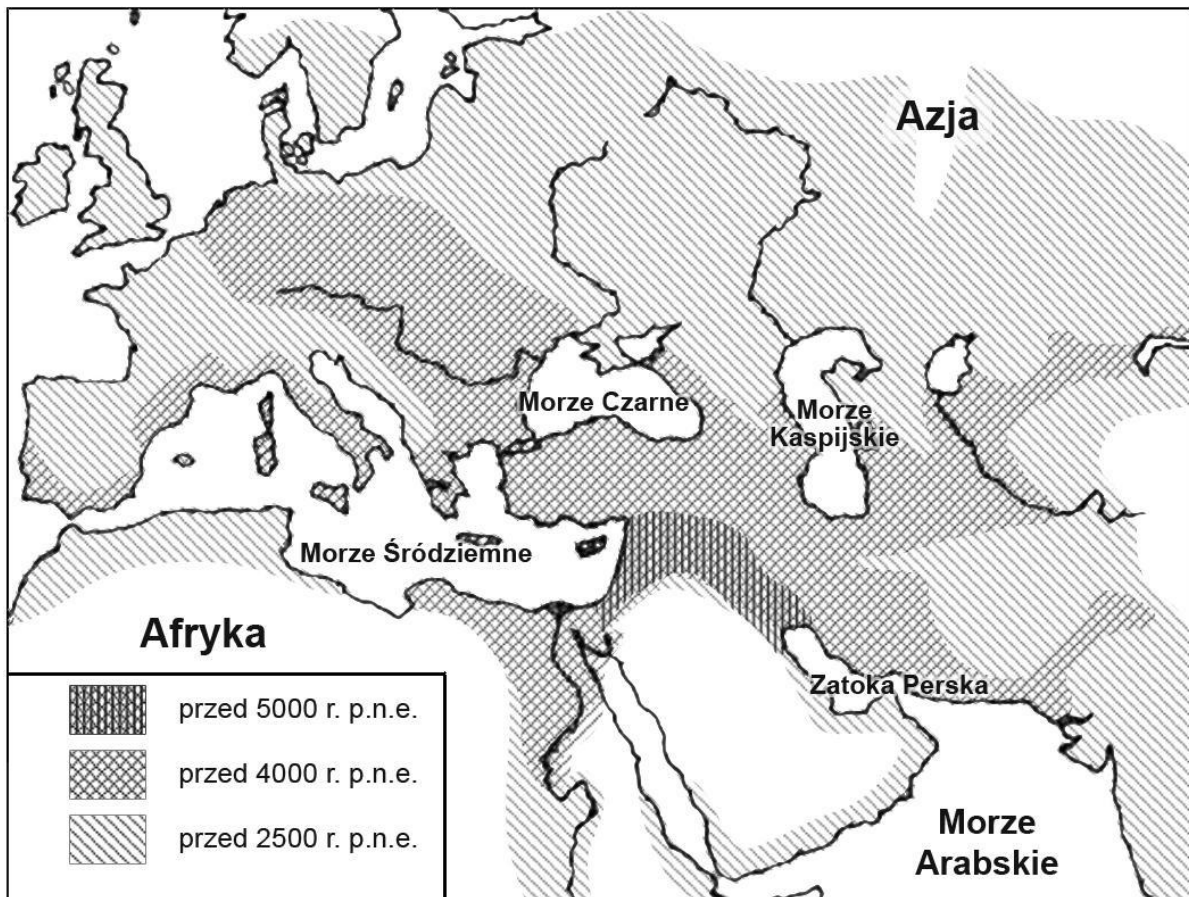 Azja
Morze Czarne
Morze
Kaspijskie
Morze Śródziemne
Afryka
Zatoka Perska
przed 5000 r. p.n.e.
przed 4000 r. p.n.e.
przed 2500 r. p.n.e.
Morze
Arabskie